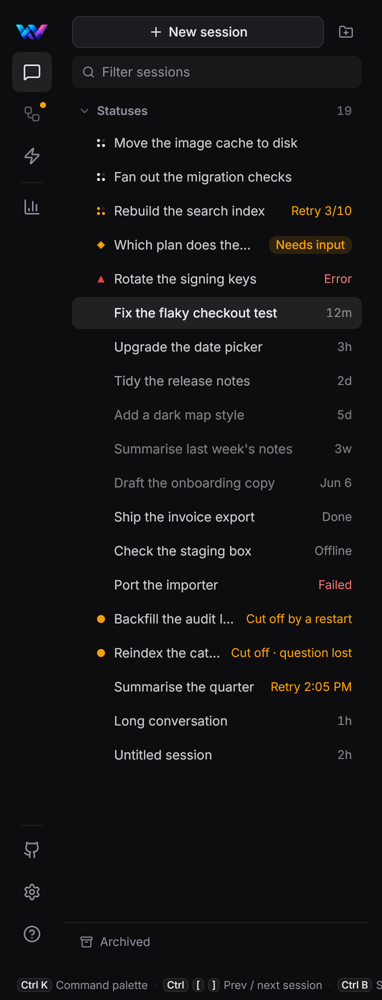 New session
Filter sessions
Statuses 19
Move the image cache to disk
Fan out the migration checks
Rebuild the search index Retry 3/10
Which plan does the... Needs input
Rotate the signing keys Error
Fix the flaky checkout test 12m
Upgrade the date picker 3h
Tidy the release notes 2d
Add a dark map style 5d
Summarise last week's notes 3w
Draft the onboarding copy Jun 6
Ship the invoice export Done
Check the staging box Offline
Port the importer Failed
Backfill the audit l... Cut off by a restart
Reindex the cat... Cut off · question lost
Summarise the quarter Retry 2:05 PM
Long conversation 1h
Untitled session 2h
Archived
Ctrl K Command palette · Ctrl [ ] Prev / next session · Ctrl B S